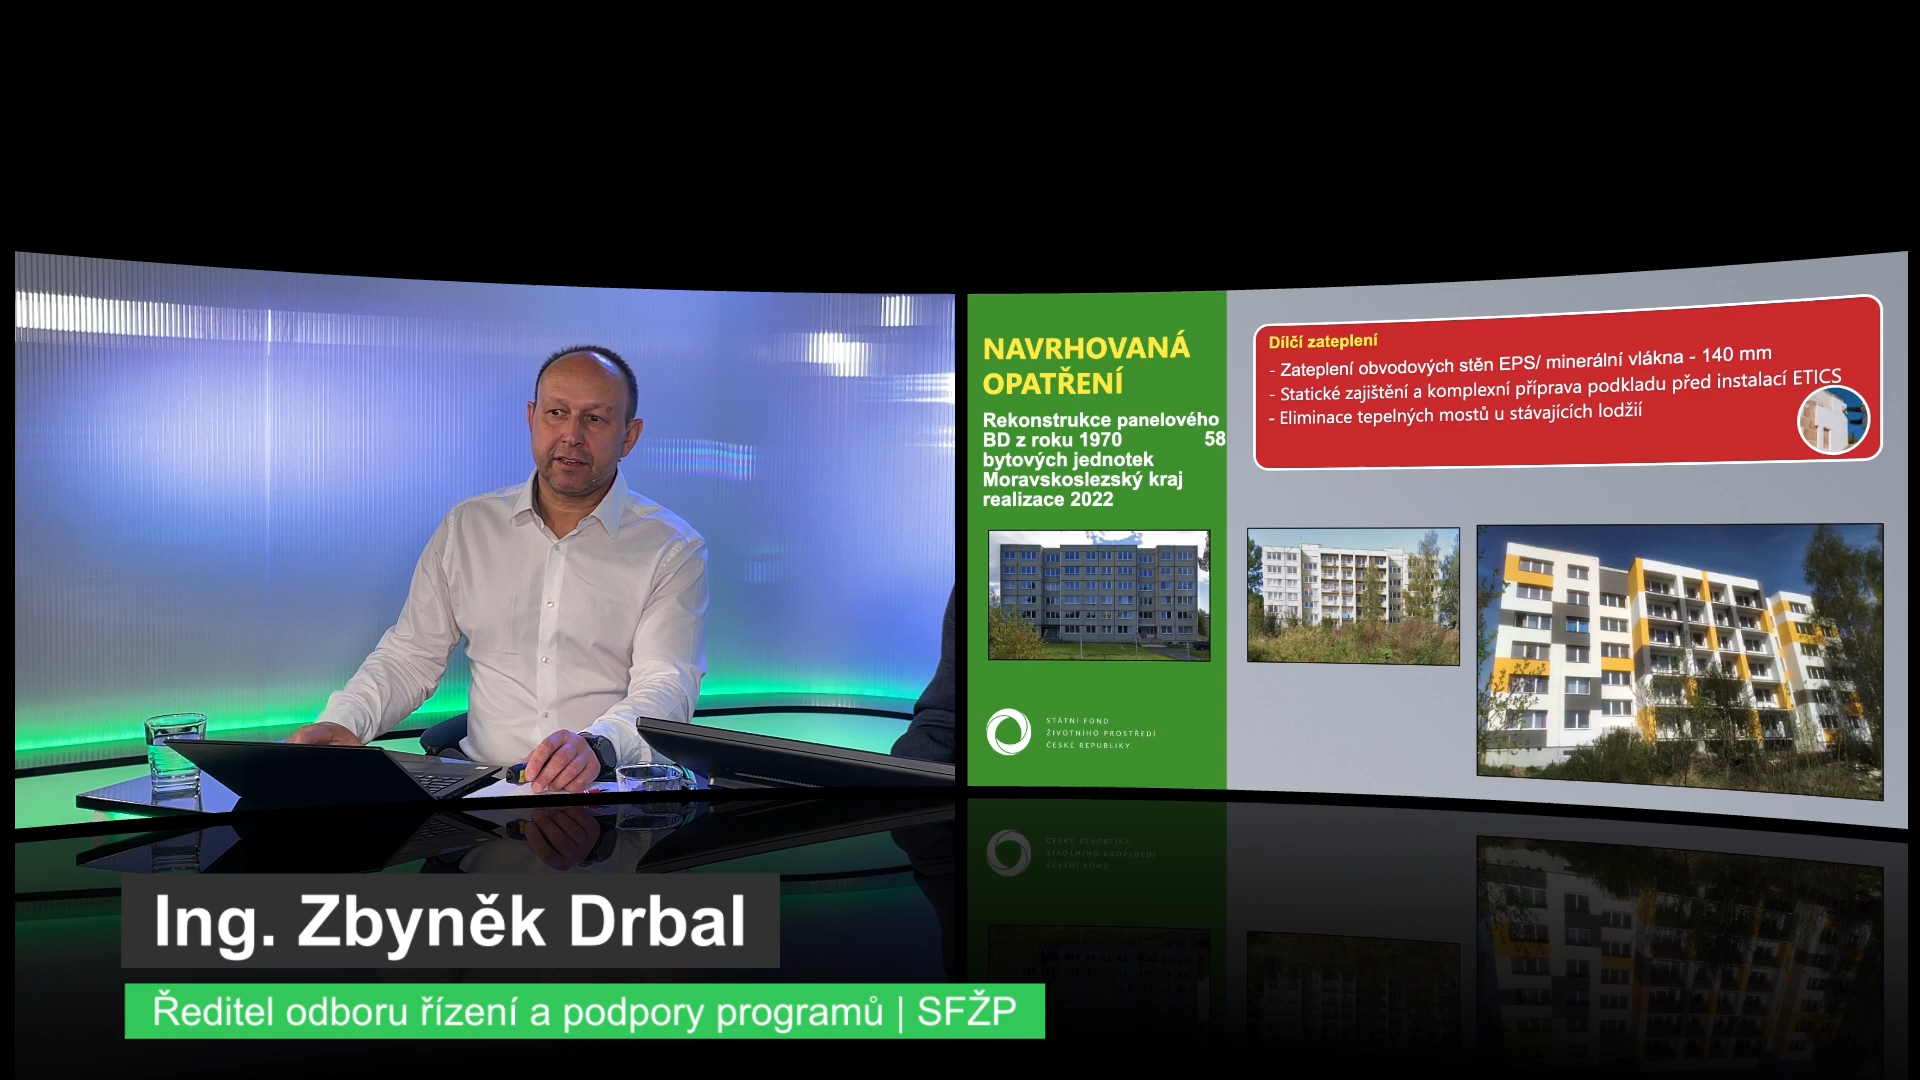 NAVRHOVANÁ
OPATŘENÍ
Rekonstrukce panelového
BD z roku 1970 58
bytových jednotek
Moravskoslezský kraj
realizace 2022
STÁTNÍ FOND
ŽIVOTNÍHO PROSTŘEDÍ
ČESKÉ REPUBLIKY
Dílčí zateplení
- Zateplení obvodových stěn EPS/ minerální vlákna - 140 mm
- Statické zajištění a komplexní příprava podkladu před instalací ETICS
- Eliminace tepelných mostů u stávajících lodžií
Ing. Zbyněk Drbal
Ředitel odboru řízení a podpory programů | SFŽP